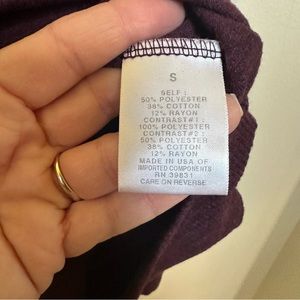 S
SELF :
50% POLYESTER
38% COTTON
12% RAYON
CONTRAST#1 :
100% POLYESTER
CONTRAST#2 :
50% POLYESTER
38% COTTON
12% RAYON
MADE IN USA OF
IMPORTED COMPONENTS
RN 39831
CARE ON REVERSE